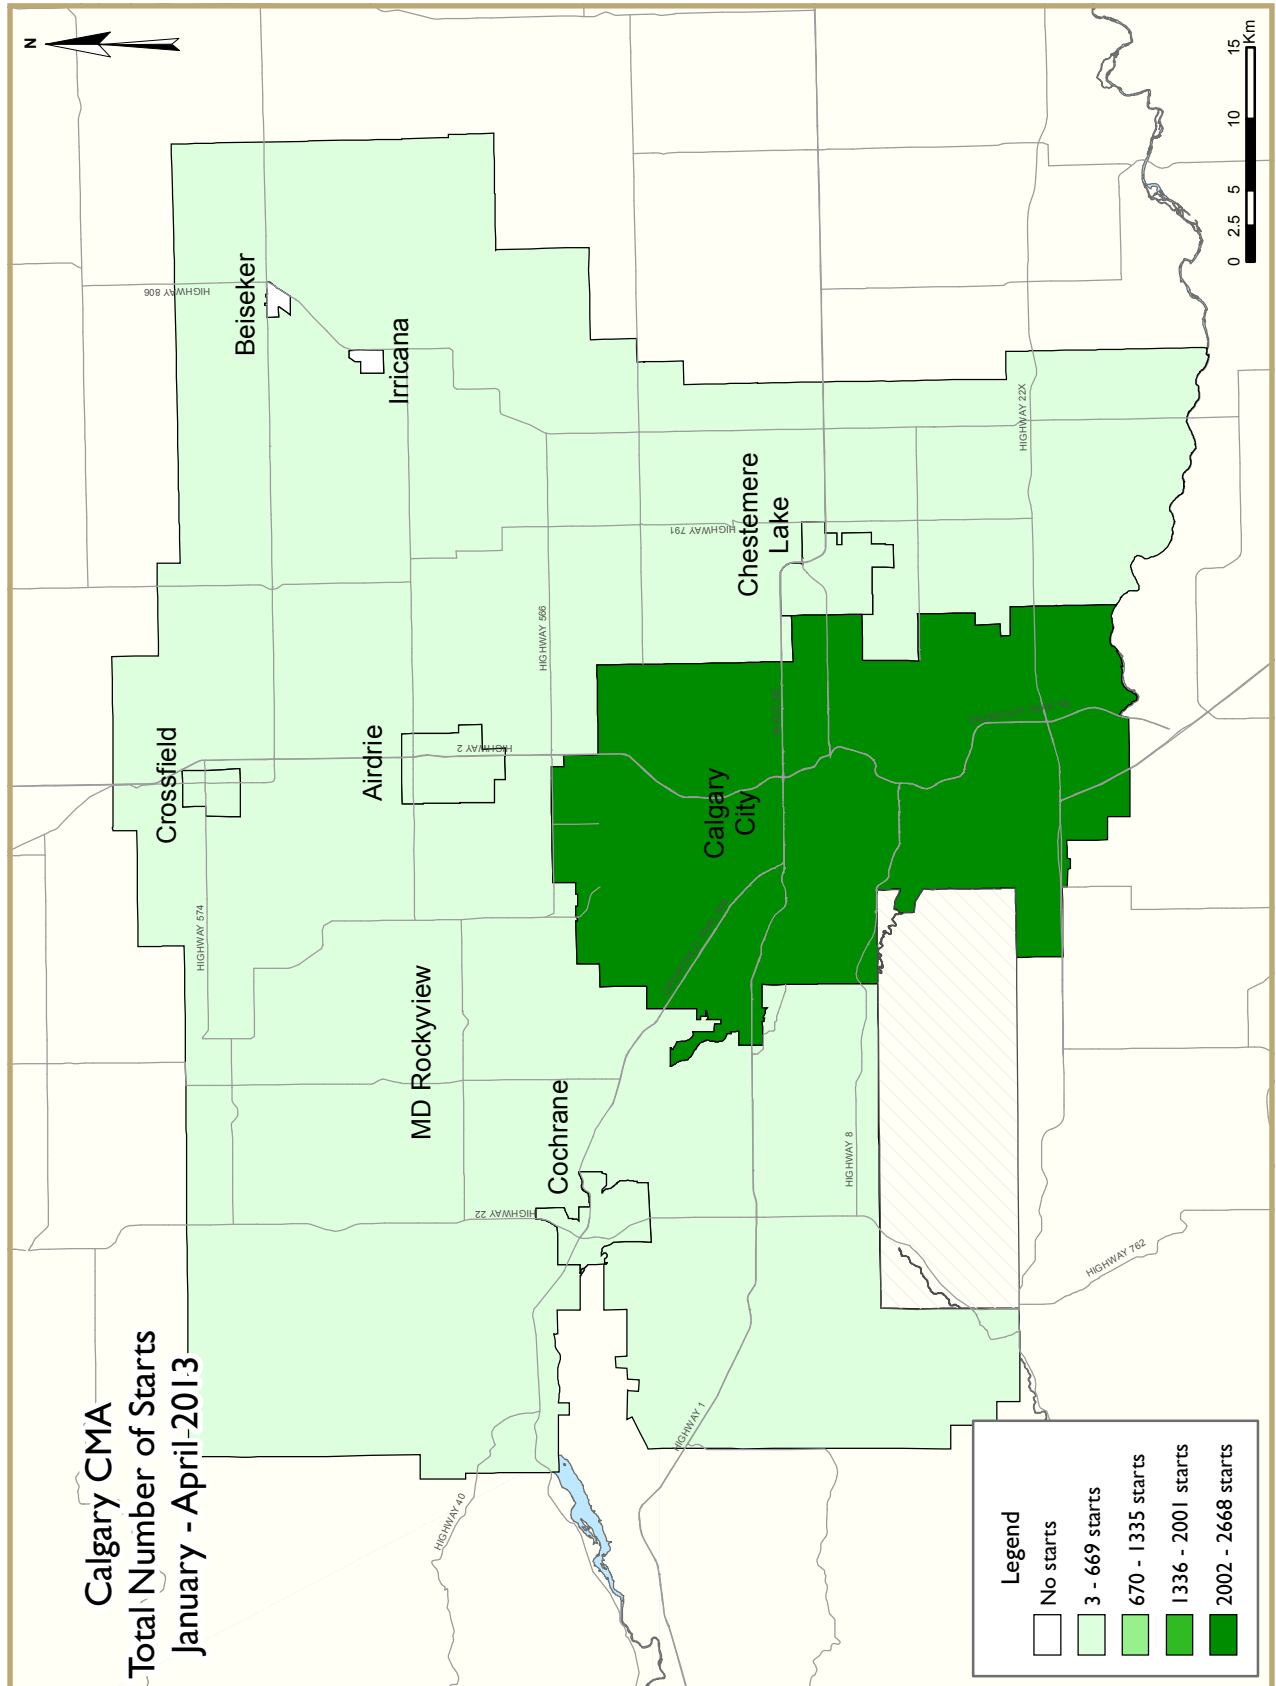 Calgary CMA
Total Number of Starts
January - April 2013
N
Beiseker
Irricana
Crossfield
Airdrie
MD Rockyview
Cochrane
Chestemere
Lake
Calgary
City
HIGHWAY 806
HIGHWAY 574
HIGHWAY 2
HIGHWAY 566
HIGHWAY 791
HIGHWAY 22X
HIGHWAY 22
HIGHWAY 8
HIGHWAY 1
HIGHWAY 40
HIGHWAY 762
Legend
No starts
3 - 669 starts
670 - 1335 starts
1336 - 2001 starts
2002 - 2668 starts
0 2.5 5 10 15
Km